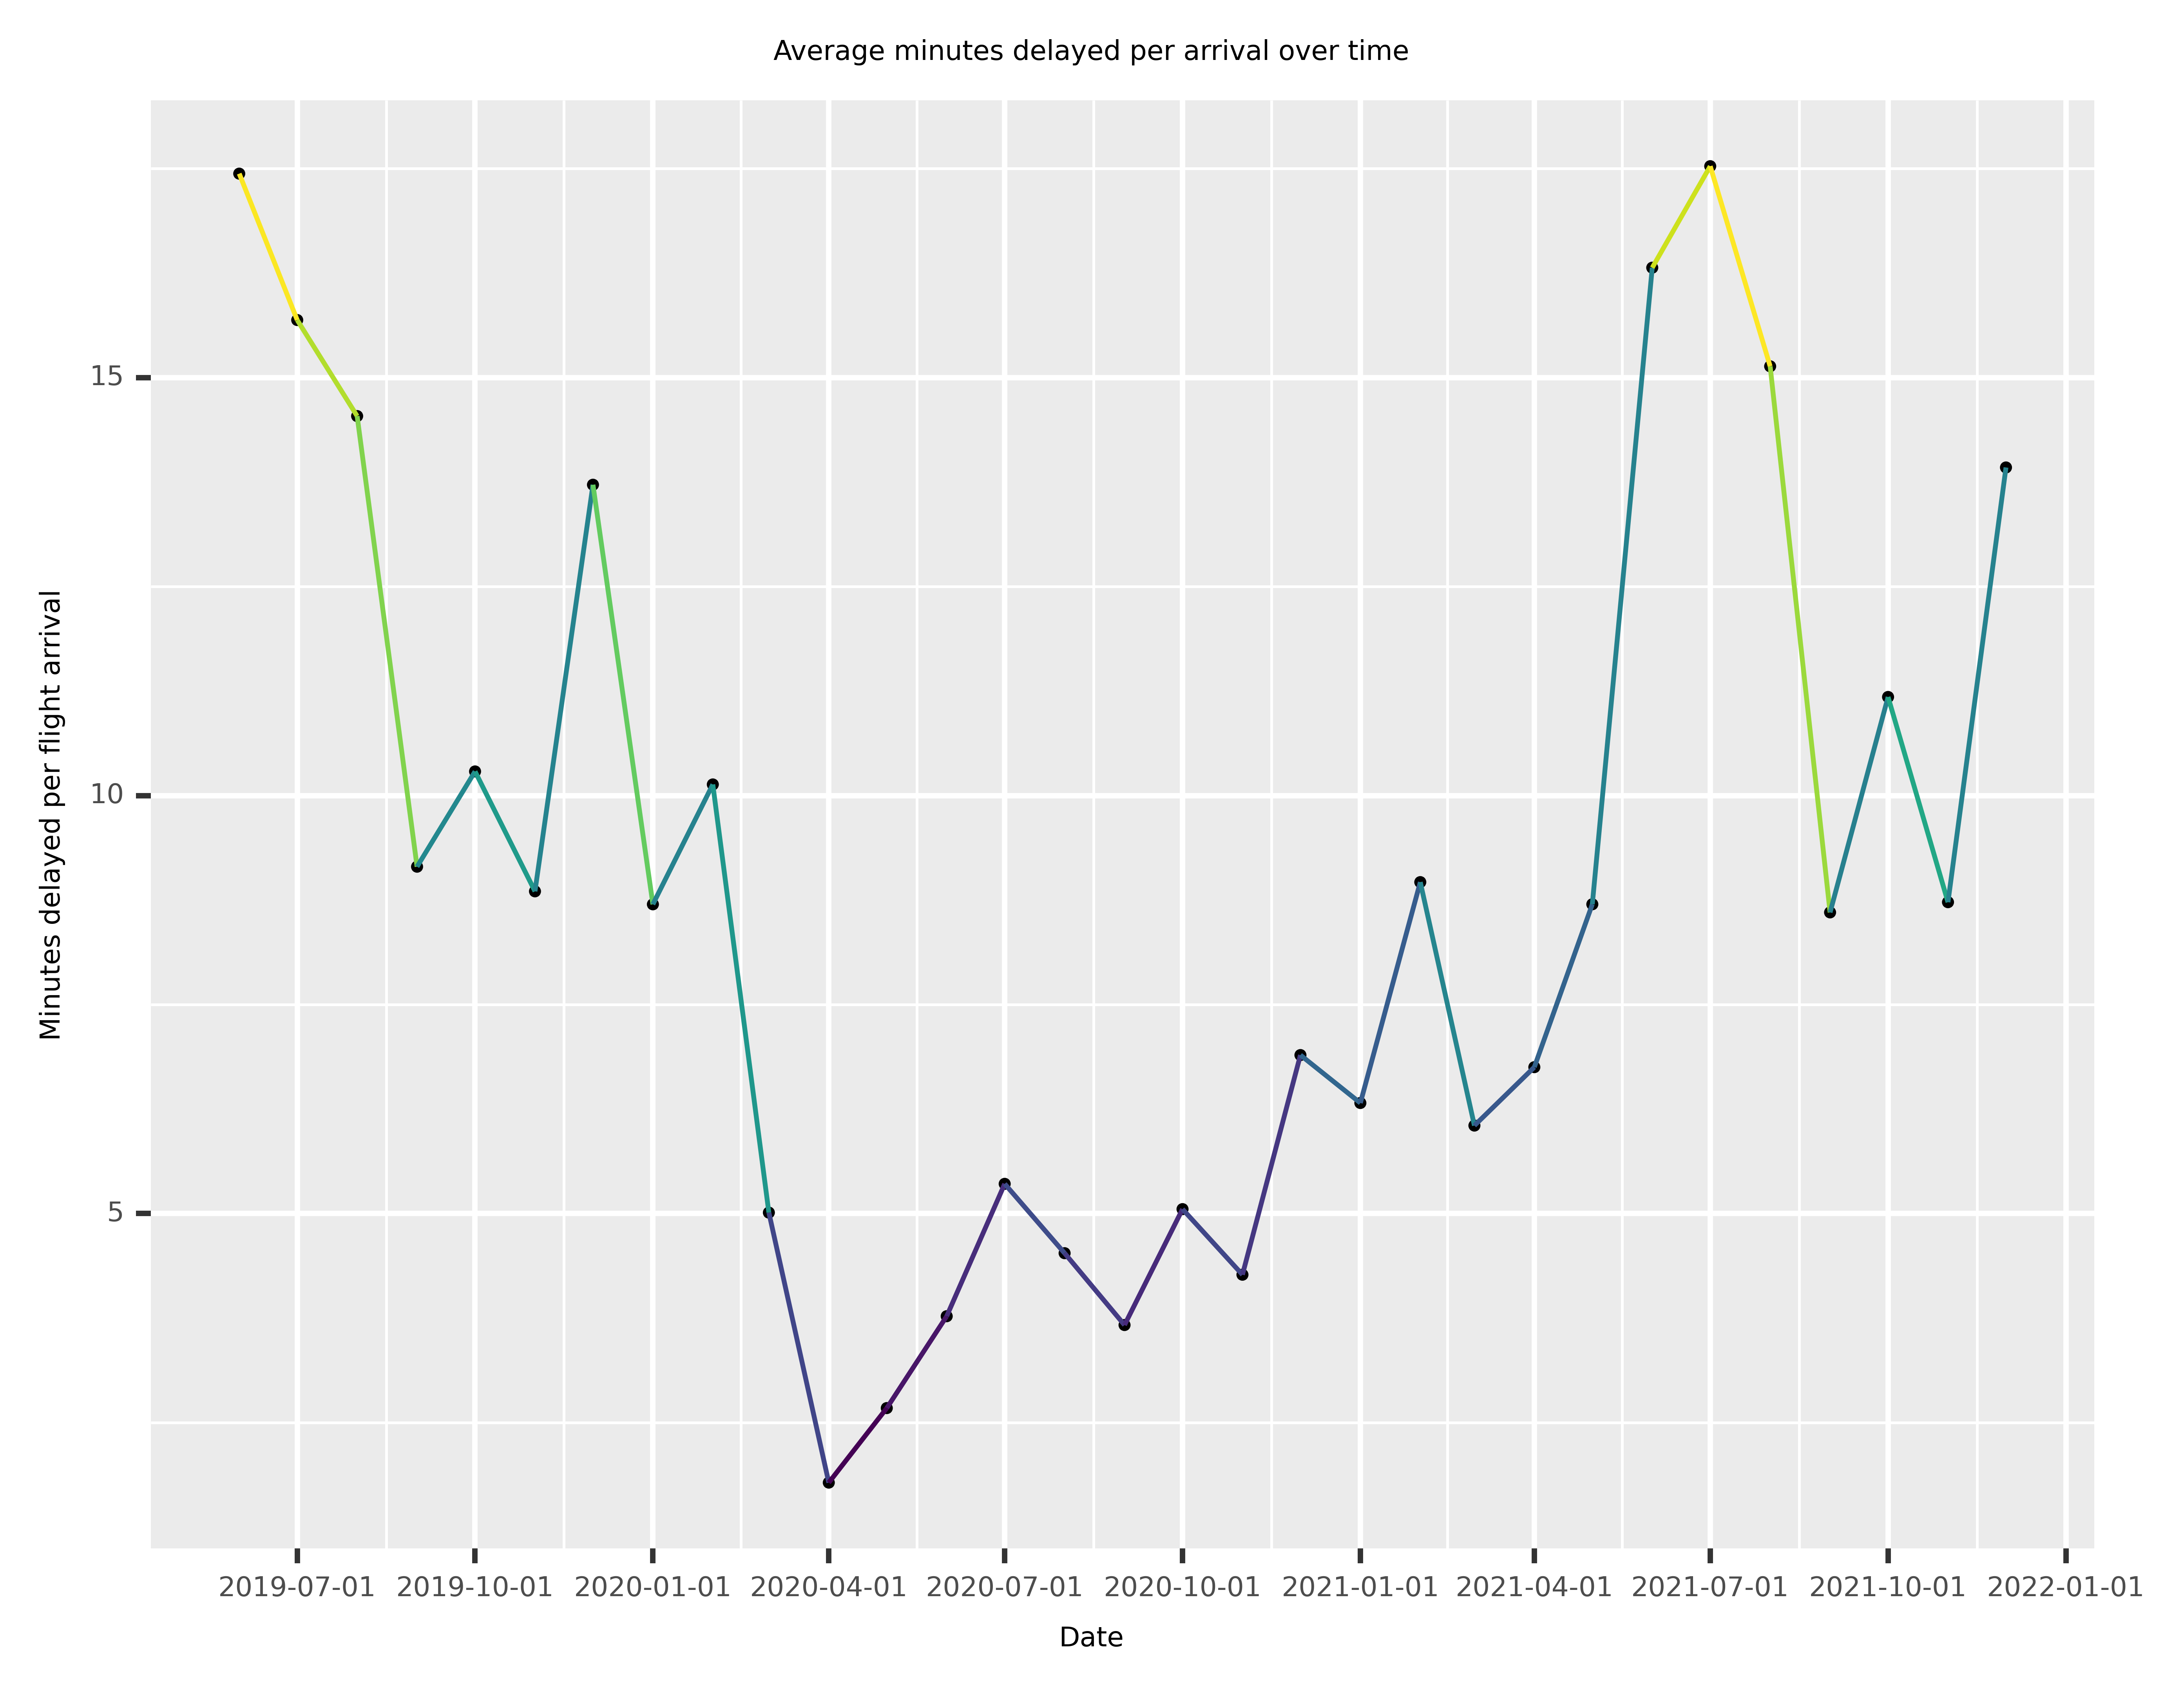 Average minutes delayed per arrival over time
Minutes delayed per flight arrival
15
10
5
2019-07-01 2019-10-01 2020-01-01 2020-04-01 2020-07-01 2020-10-01 2021-01-01 2021-04-01 2021-07-01 2021-10-01 2022-01-01
Date